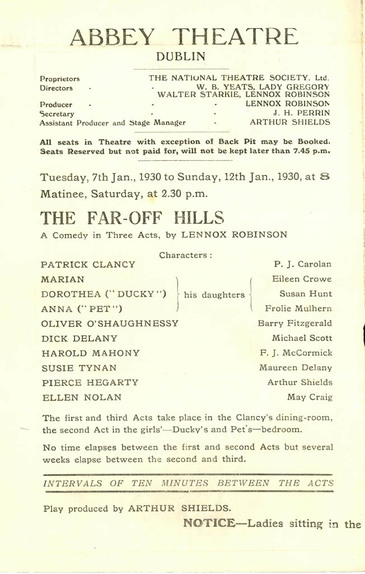 ABBEY THEATRE
DUBLIN
Proprietors THE NATIONAL THEATRE SOCIETY, Ltd.
Directors - - W. B. YEATS, LADY GREGORY
WALTER STARKIE, LENNOX ROBINSON
Producer - - - LENNOX ROBINSON
Secretary - - J. H. PERRIN
Assistant Producer and Stage Manager - ARTHUR SHIELDS
All seats in Theatre with exception of Back Pit may be Booked.
Seats Reserved but not paid for, will not be kept later than 7.45 p.m.
Tuesday, 7th Jan., 1930 to Sunday, 12th Jan., 1930, at 8
Matinee, Saturday, at 2.30 p.m.
THE FAR-OFF HILLS
A Comedy in Three Acts, by LENNOX ROBINSON
Characters :
PATRICK CLANCY P. J. Carolan
MARIAN Eileen Crowe
DOROTHEA ("DUCKY") } his daughters { Susan Hunt
ANNA ("PET") Frolie Mulhern
OLIVER O'SHAUGHNESSY Barry Fitzgerald
DICK DELANY Michael Scott
HAROLD MAHONY F. J. McCormick
SUSIE TYNAN Maureen Delany
PIERCE HEGARTY Arthur Shields
ELLEN NOLAN May Craig
The first and third Acts take place in the Clancy's dining-room,
the second Act in the girls'—Ducky's and Pet's—bedroom.
No time elapses between the first and second Acts but several
weeks elapse between the second and third.
INTERVALS OF TEN MINUTES BETWEEN THE ACTS
Play produced by ARTHUR SHIELDS.
NOTICE—Ladies sitting in the